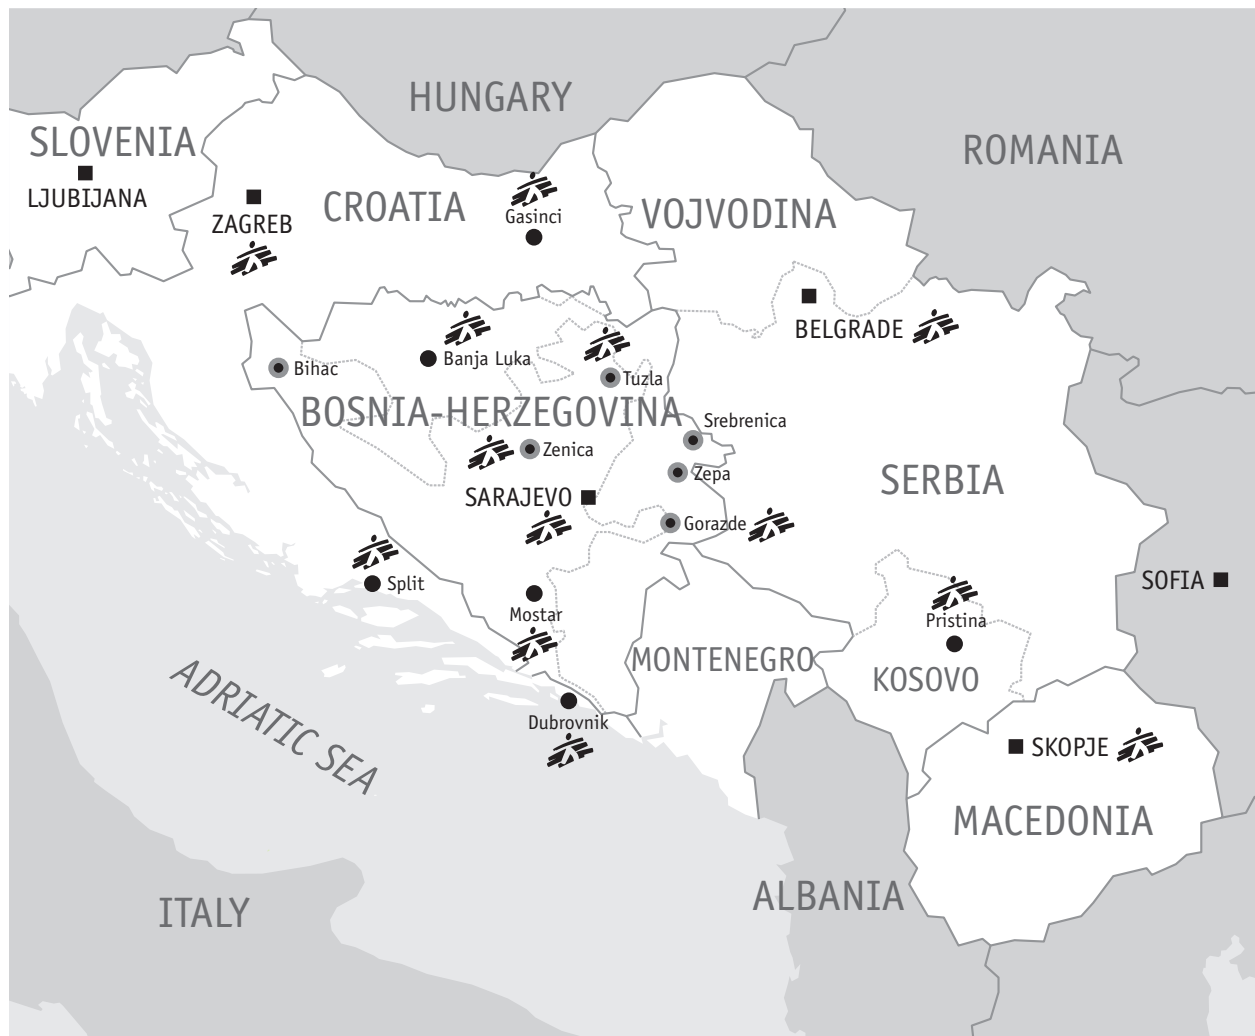 HUNGARY
SLOVENIA
ROMANIA
LJUBIJANA
CROATIA
Gasinci
VOJVODINA
ZAGREB
BELGRADE
Banja Luka
Bihac
Tuzla
BOSNIA-HERZEGOVINA
Srebrenica
Zenica
Zepa
SERBIA
SARAJEVO
Gorazde
Split
SOFIA
Mostar
Pristina
MONTENEGRO
KOSOVO
ADRIATIC SEA
Dubrovnik
SKOPJE
MACEDONIA
ALBANIA
ITALY